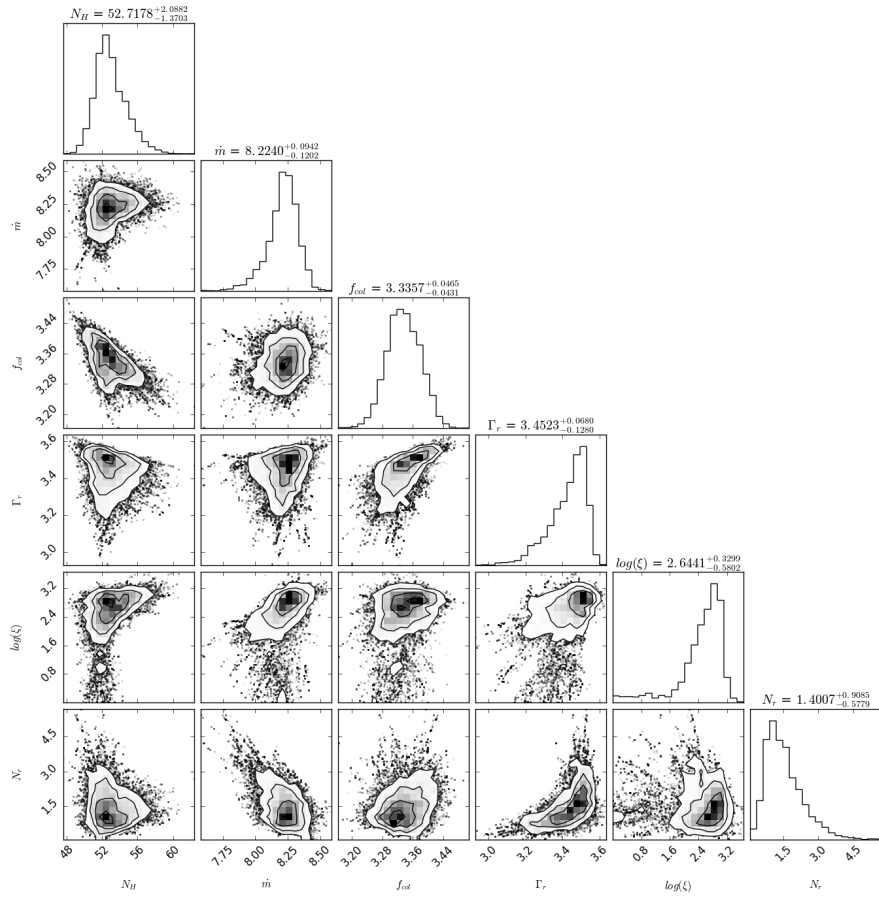 N_H = 52.7178^{+2.0882}_{-1.3703}
ṁ = 8.2240^{+0.0942}_{-0.1202}
8.50
8.25
8.00
7.75
ṁ
f_{col} = 3.3357^{+0.0465}_{-0.0431}
3.44
3.36
3.28
3.20
f_{col}
Γ_r = 3.4523^{+0.0680}_{-0.1280}
3.6
3.4
3.2
3.0
Γ_r
log(ξ) = 2.6441^{+0.3299}_{-0.5802}
3.2
2.4
1.6
0.8
log(ξ)
N_r = 1.4007^{+0.9085}_{-0.5779}
4.5
3.0
1.5
N_r
48 52 56 60 7.75 8.00 8.25 8.50 3.20 3.28 3.36 3.44 3.0 3.2 3.4 3.6 0.8 1.6 2.4 3.2 1.5 3.0 4.5
N_H ṁ f_{col} Γ_r log(ξ) N_r